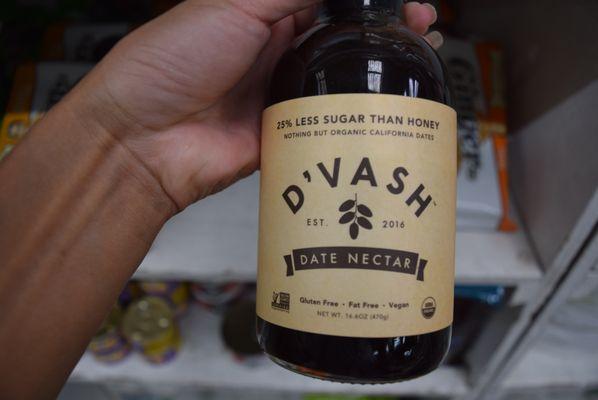 25% LESS SUGAR THAN HONEY
NOTHING BUT ORGANIC CALIFORNIA DATES
D'VASH™
EST. 2016
DATE NECTAR
Gluten Free • Fat Free • Vegan
NET WT. 16.6OZ (470g)